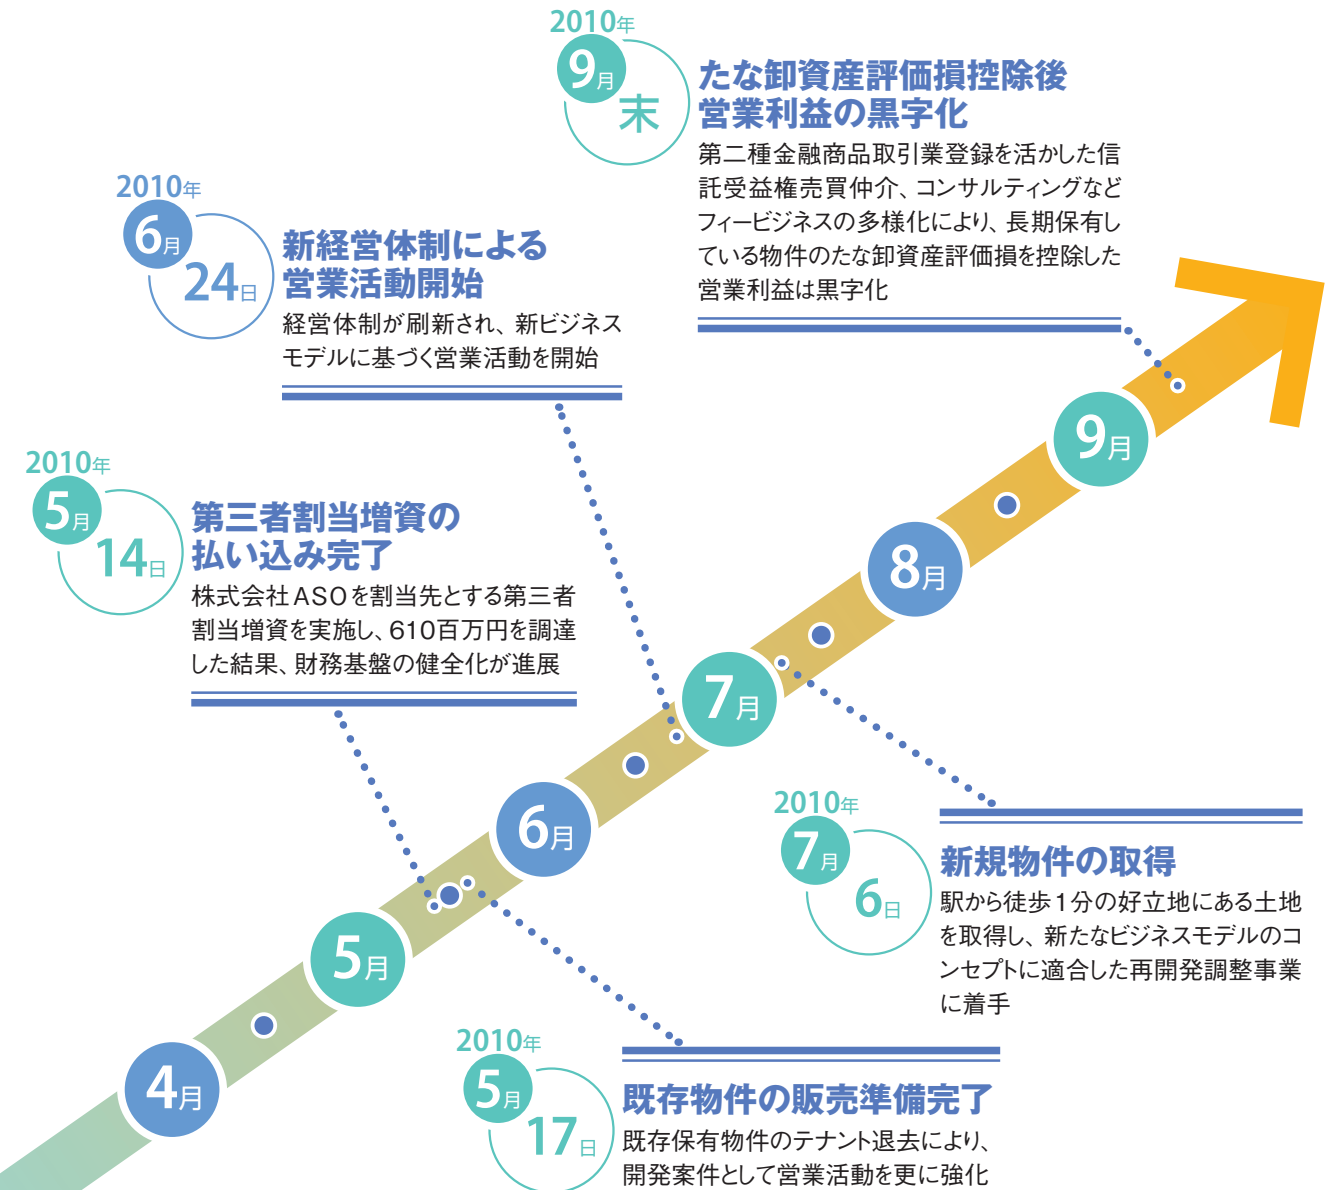 2010年
9月
末
たな卸資産評価損控除後
営業利益の黒字化
第二種金融商品取引業登録を活かした信
託受益権売買仲介、コンサルティングなど
フィービジネスの多様化により、長期保有し
ている物件のたな卸資産評価損を控除した
営業利益は黒字化
2010年
6月
24日
新経営体制による
営業活動開始
経営体制が刷新され、新ビジネス
モデルに基づく営業活動を開始
2010年
5月
14日
第三者割当増資の
払い込み完了
株式会社ASOを割当先とする第三者
割当増資を実施し、610百万円を調達
した結果、財務基盤の健全化が進展
9月
8月
7月
6月
5月
4月
2010年
7月
6日
新規物件の取得
駅から徒歩1分の好立地にある土地
を取得し、新たなビジネスモデルのコ
ンセプトに適合した再開発調整事業
に着手
2010年
5月
17日
既存物件の販売準備完了
既存保有物件のテナント退去により、
開発案件として営業活動を更に強化